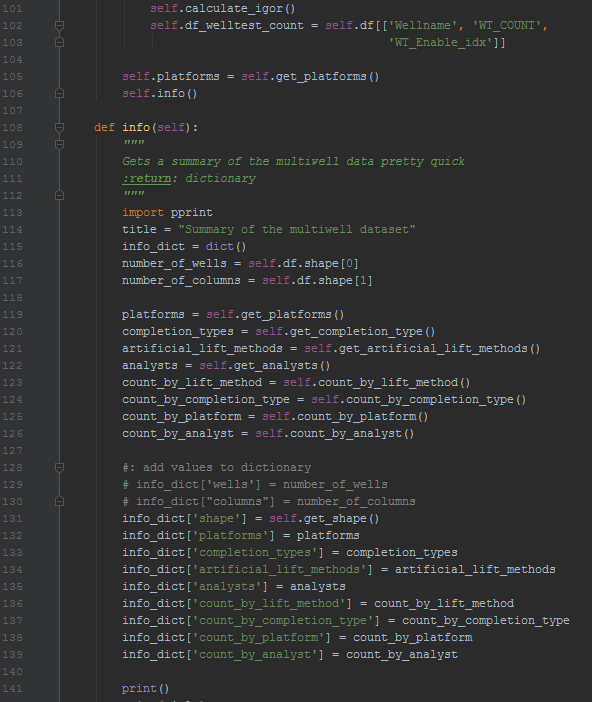 101 self.calculate_igor()
102 self.df_welltest_count = self.df[['Wellname', 'WT_COUNT',
103 'WT_Enable_idx']]
104
105 self.platforms = self.get_platforms()
106 self.info()
107
108 def info(self):
109 """
110 Gets a summary of the multiwell data pretty quick
111 :return: dictionary
112 """
113 import pprint
114 title = "Summary of the multiwell dataset"
115 info_dict = dict()
116 number_of_wells = self.df.shape[0]
117 number_of_columns = self.df.shape[1]
118
119 platforms = self.get_platforms()
120 completion_types = self.get_completion_type()
121 artificial_lift_methods = self.get_artificial_lift_methods()
122 analysts = self.get_analysts()
123 count_by_lift_method = self.count_by_lift_method()
124 count_by_completion_type = self.count_by_completion_type()
125 count_by_platform = self.count_by_platform()
126 count_by_analyst = self.count_by_analyst()
127
128 #: add values to dictionary
129 # info_dict['wells'] = number_of_wells
130 # info_dict["columns"] = number_of_columns
131 info_dict['shape'] = self.get_shape()
132 info_dict['platforms'] = platforms
133 info_dict['completion_types'] = completion_types
134 info_dict['artificial_lift_methods'] = artificial_lift_methods
135 info_dict['analysts'] = analysts
136 info_dict['count_by_lift_method'] = count_by_lift_method
137 info_dict['count_by_completion_type'] = count_by_completion_type
138 info_dict['count_by_platform'] = count_by_platform
139 info_dict['count_by_analyst'] = count_by_analyst
140
141 print()